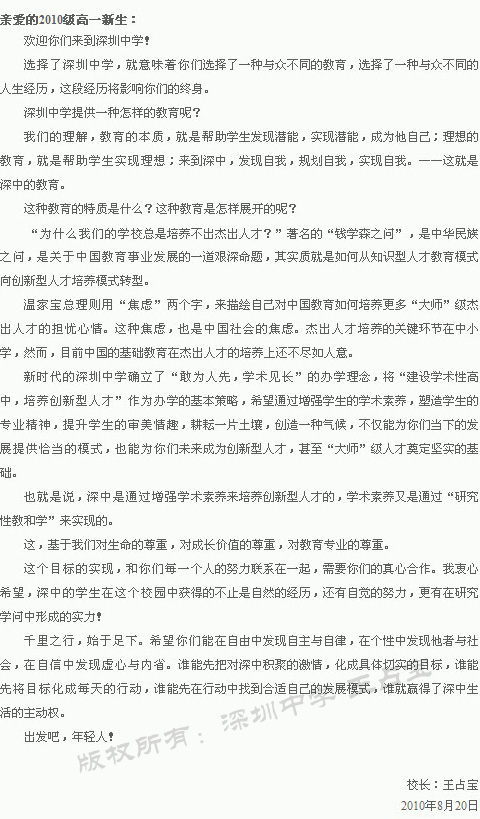 亲爱的2010级高一新生：
欢迎你们来到深圳中学！
选择了深圳中学，就意味着你们选择了一种与众不同的教育，选择了一种与众不同的
人生经历，这段经历将影响你们的终身。
深圳中学提供一种怎样的教育呢？
我们的理解，教育的本质，就是帮助学生发现潜能，实现潜能，成为他自己；理想的
教育，就是帮助学生实现理想；来到深中，发现自我，规划自我，实现自我。——这就是
深中的教育。
这种教育的特质是什么？这种教育是怎样展开的呢？
“为什么我们的学校总是培养不出杰出人才？”著名的“钱学森之问”，是中华民族
之问，是关于中国教育事业发展的一道艰深命题，其实质就是如何从知识型人才教育模式
向创新型人才培养模式转型。
温家宝总理则用“焦虑”两个字，来描绘自己对中国教育如何培养更多“大师”级杰
出人才的担忧心情。这种焦虑，也是中国社会的焦虑。杰出人才培养的关键环节在中小
学，然而，目前中国的基础教育在杰出人才的培养上还不尽如人意。
新时代的深圳中学确立了“敢为人先，学术见长”的办学理念，将“建设学术性高
中，培养创新型人才”作为办学的基本策略，希望通过增强学生的学术素养，塑造学生的
专业精神，提升学生的审美情趣，耕耘一片土壤，创造一种气候，不仅能为你们当下的发
展提供恰当的模式，也能为你们未来成为创新型人才，甚至“大师”级人才奠定坚实的基
础。
也就是说，深中是通过增强学术素养来培养创新型人才的，学术素养又是通过“研究
性教和学”来实现的。
这，基于我们对生命的尊重，对成长价值的尊重，对教育专业的尊重。
这个目标的实现，和你们每一个人的努力联系在一起，需要你们的真心合作。我衷心
希望，深中的学生在这个校园中获得的不止是自然的经历，还有自觉的努力，更有在研究
学问中形成的实力！
千里之行，始于足下。希望你们能在自由中发现自主与自律，在个性中发现他者与社
会，在自信中发现虚心与内省。谁能先把对深中积聚的激情，化成具体切实的目标，谁能
先将目标化成每天的行动，谁能先在行动中找到合适自己的发展模式，谁就赢得了深中生
活的主动权。
出发吧，年轻人！
版权所有：深圳中学 王占宝
校长：王占宝
2010年8月20日